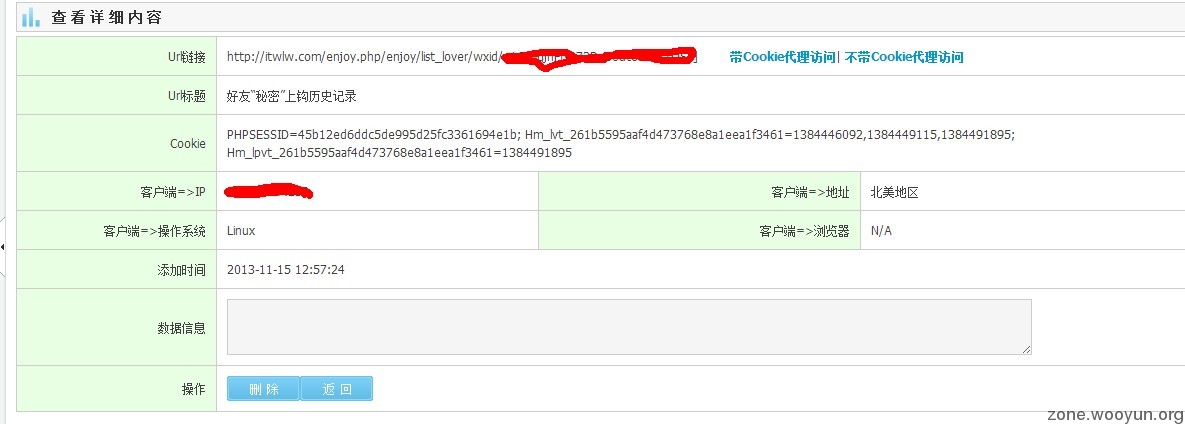 查看详细内容
Url链接 http://itwlw.com/enjoy.php/enjoy/list_lover/wxid/ 带Cookie代理访问| 不带Cookie代理访问
Url标题 好友"秘密"上钩历史记录
Cookie PHPSESSID=45b12ed6ddc5de995d25fc3361694e1b; Hm_lvt_261b5595aaf4d473768e8a1eea1f3461=1384446092,1384449115,1384491895;
Hm_lpvt_261b5595aaf4d473768e8a1eea1f3461=1384491895
客户端=>IP 客户端=>地址 北美地区
客户端=>操作系统 Linux 客户端=>浏览器 N/A
添加时间 2013-11-15 12:57:24
数据信息
操作 删除 返回
zone.wooyun.org